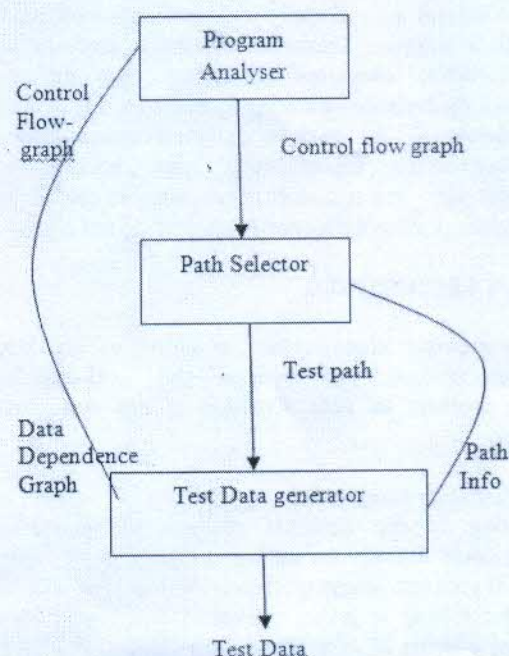 Program
Analyser
Control
Flow-
graph
Control flow graph
Path Selector
Test path
Data
Dependence
Graph
Path
Info
Test Data generator
Test Data